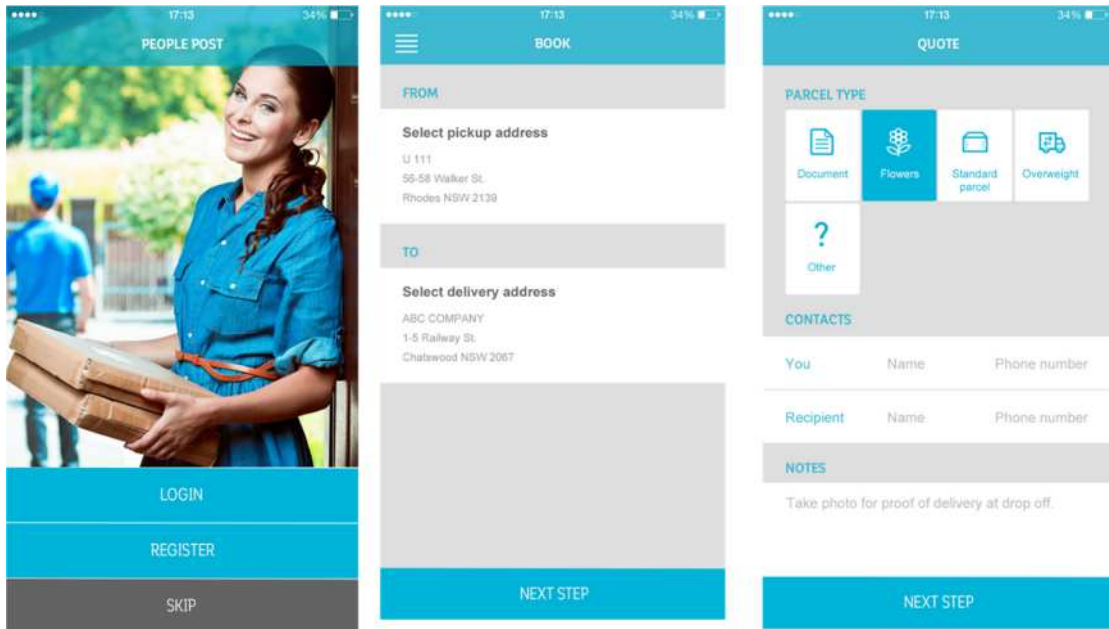 17:13
34%
PEOPLE POST
LOGIN
REGISTER
SKIP
17:13
34%
BOOK
FROM
Select pickup address
U 111
56-58 Walker St.
Rhodes NSW 2139
TO
Select delivery address
ABC COMPANY
1-5 Railway St.
Chatswood NSW 2067
NEXT STEP
17:13
34%
QUOTE
PARCEL TYPE
Document
Flowers
Standard
parcel
Overweight
?
Other
CONTACTS
You Name Phone number
Recipient Name Phone number
NOTES
Take photo for proof of delivery at drop off.
NEXT STEP